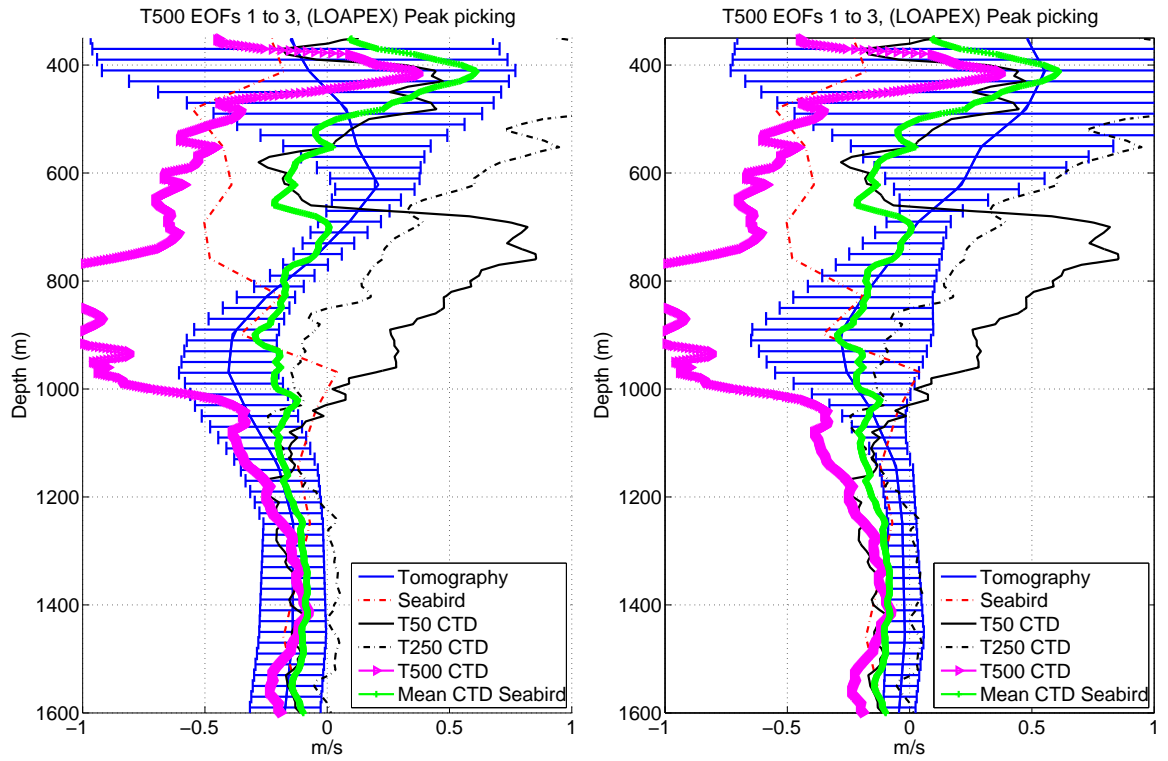 T500 EOFs 1 to 3, (LOAPEX) Peak picking
400
600
800
1000
1200
1400
1600
Depth (m)
−1
−0.5
0
0.5
1
m/s
Tomography
Seabird
T50 CTD
T250 CTD
T500 CTD
Mean CTD Seabird
T500 EOFs 1 to 3, (LOAPEX) Peak picking
400
600
800
1000
1200
1400
1600
Depth (m)
−1
−0.5
0
0.5
1
m/s
Tomography
Seabird
T50 CTD
T250 CTD
T500 CTD
Mean CTD Seabird